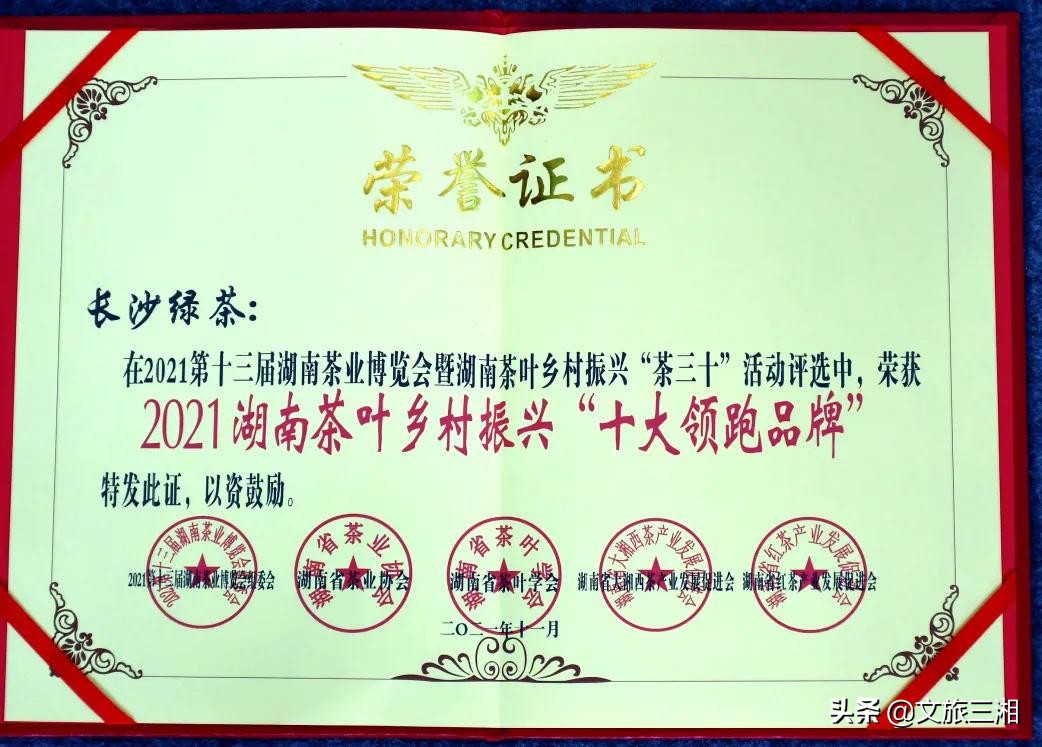 荣誉证书
HONORARY CREDENTIAL
长沙绿茶：
在2021第十三届湖南茶业博览会暨湖南茶叶乡村振兴“茶三十”活动评选中，荣获
2021湖南茶叶乡村振兴“十大领跑品牌”
特发此证，以资鼓励。
2021第十三届湖南茶业博览会组委会 湖南省茶业协会 湖南省茶叶学会 湖南省大湘西茶产业发展促进会 湖南省红茶产业发展促进会
二〇二一年十一月
头条 @文旅三湘